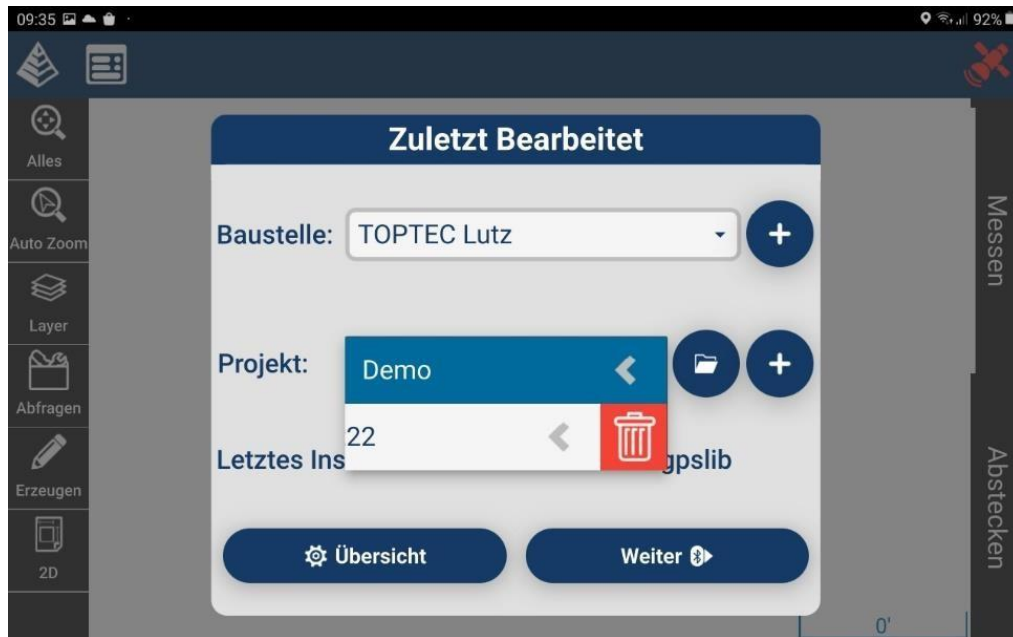 09:35
92%
Alles
Auto Zoom
Layer
Abfragen
Erzeugen
2D
Zuletzt Bearbeitet
Baustelle:
TOPTEC Lutz
+
Projekt:
Demo
+
22
Letztes Ins
gpslib
Übersicht
Weiter
Messen
Abstecken
0'